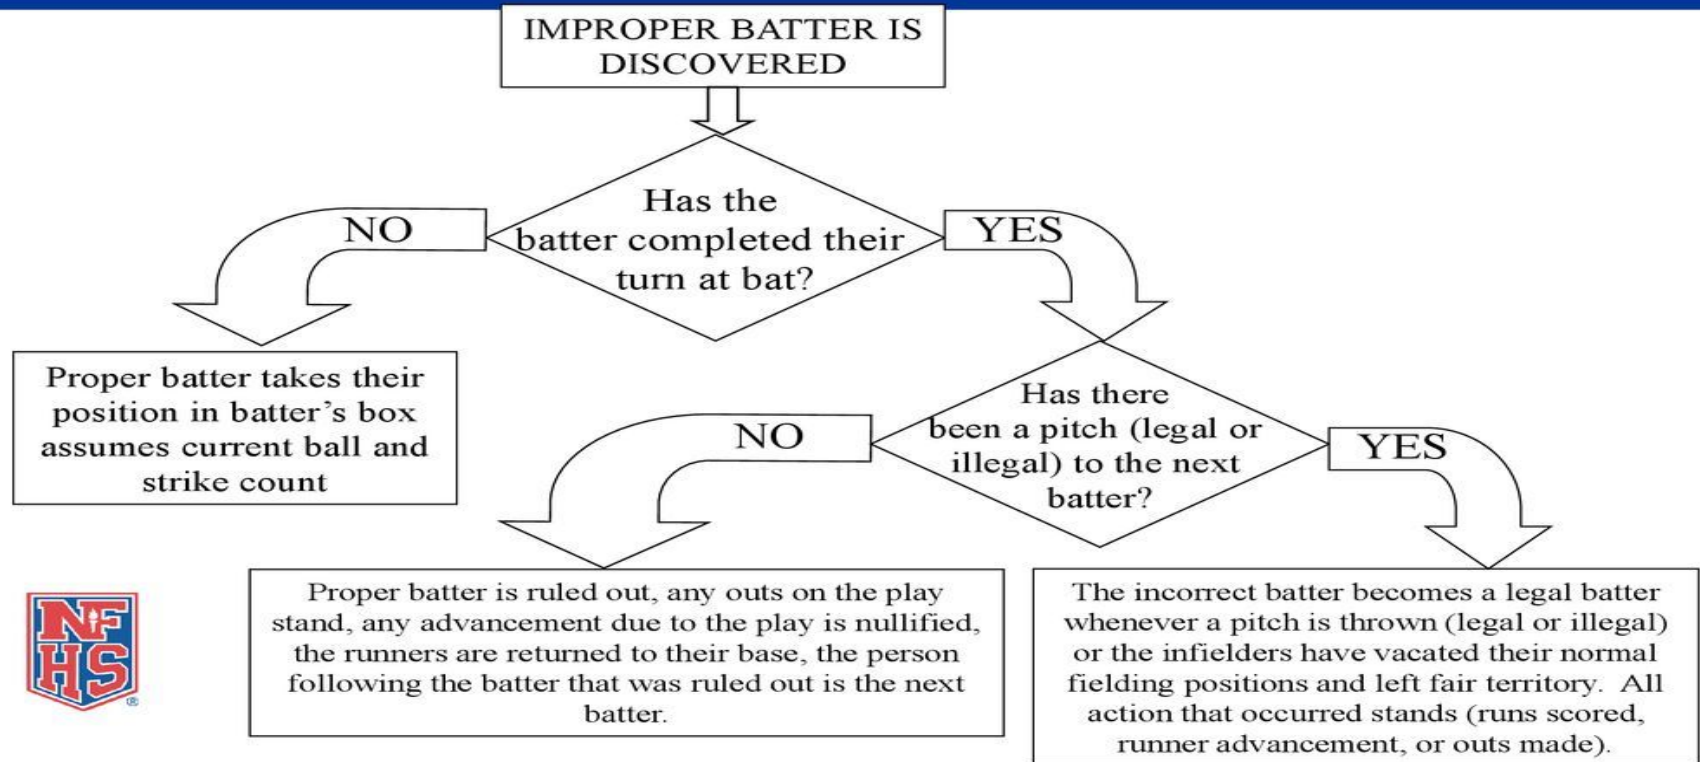 IMPROPER BATTER IS
DISCOVERED
Has the
batter completed their
turn at bat?
NO
YES
Proper batter takes their
position in batter’s box
assumes current ball and
strike count
Has there
been a pitch (legal or
illegal) to the next
batter?
NO
YES
Proper batter is ruled out, any outs on the play
stand, any advancement due to the play is nullified,
the runners are returned to their base, the person
following the batter that was ruled out is the next
batter.
The incorrect batter becomes a legal batter
whenever a pitch is thrown (legal or illegal)
or the infielders have vacated their normal
fielding positions and left fair territory.  All
action that occurred stands (runs scored,
runner advancement, or outs made).
NF
HS
®